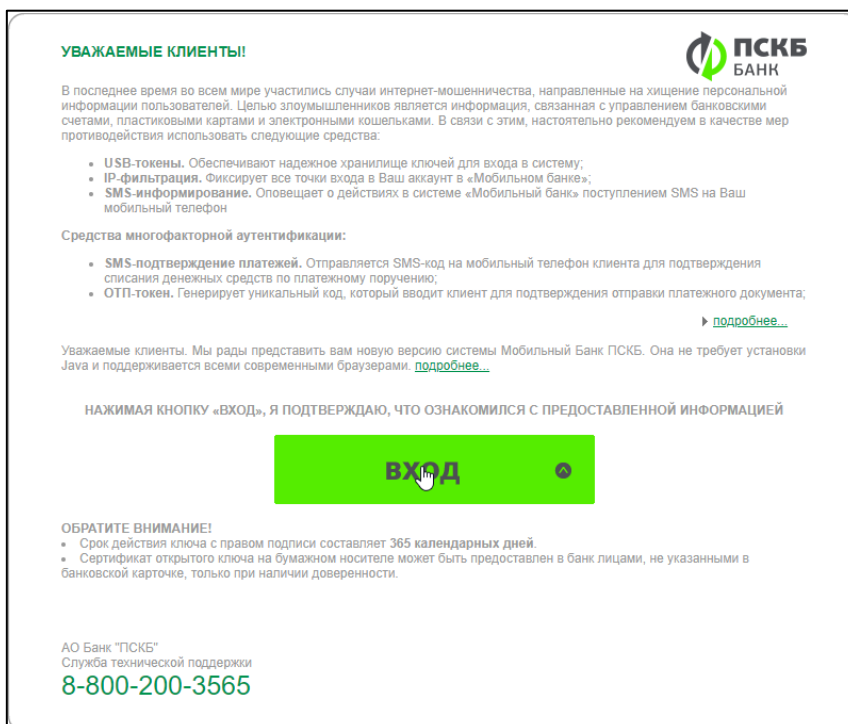 УВАЖАЕМЫЕ КЛИЕНТЫ!
ПСКБ
БАНК
В последнее время во всем мире участились случаи интернет-мошенничества, направленные на хищение персональной
информации пользователей. Целью злоумышленников является информация, связанная с управлением банковскими
счетами, пластиковыми картами и электронными кошельками. В связи с этим, настоятельно рекомендуем в качестве мер
противодействия использовать следующие средства:
• USB-токены. Обеспечивают надежное хранилище ключей для входа в систему;
• IP-фильтрация. Фиксирует все точки входа в Ваш аккаунт в «Мобильном банке»;
• SMS-информирование. Оповещает о действиях в системе «Мобильный банк» поступлением SMS на Ваш
мобильный телефон
Средства многофакторной аутентификации:
• SMS-подтверждение платежей. Отправляется SMS-код на мобильный телефон клиента для подтверждения
списания денежных средств по платежному поручению;
• ОТП-токен. Генерирует уникальный код, который вводит клиент для подтверждения отправки платежного документа;
подробнее...
Уважаемые клиенты. Мы рады представить вам новую версию системы Мобильный Банк ПСКБ. Она не требует установки
Java и поддерживается всеми современными браузерами. подробнее...
НАЖИМАЯ КНОПКУ «ВХОД», Я ПОДТВЕРЖДАЮ, ЧТО ОЗНАКОМИЛСЯ С ПРЕДОСТАВЛЕННОЙ ИНФОРМАЦИЕЙ
ВХОД
ОБРАТИТЕ ВНИМАНИЕ!
• Срок действия ключа с правом подписи составляет 365 календарных дней.
• Сертификат открытого ключа на бумажном носителе может быть предоставлен в банк лицами, не указанными в
банковской карточке, только при наличии доверенности.
АО Банк "ПСКБ"
Служба технической поддержки
8-800-200-3565